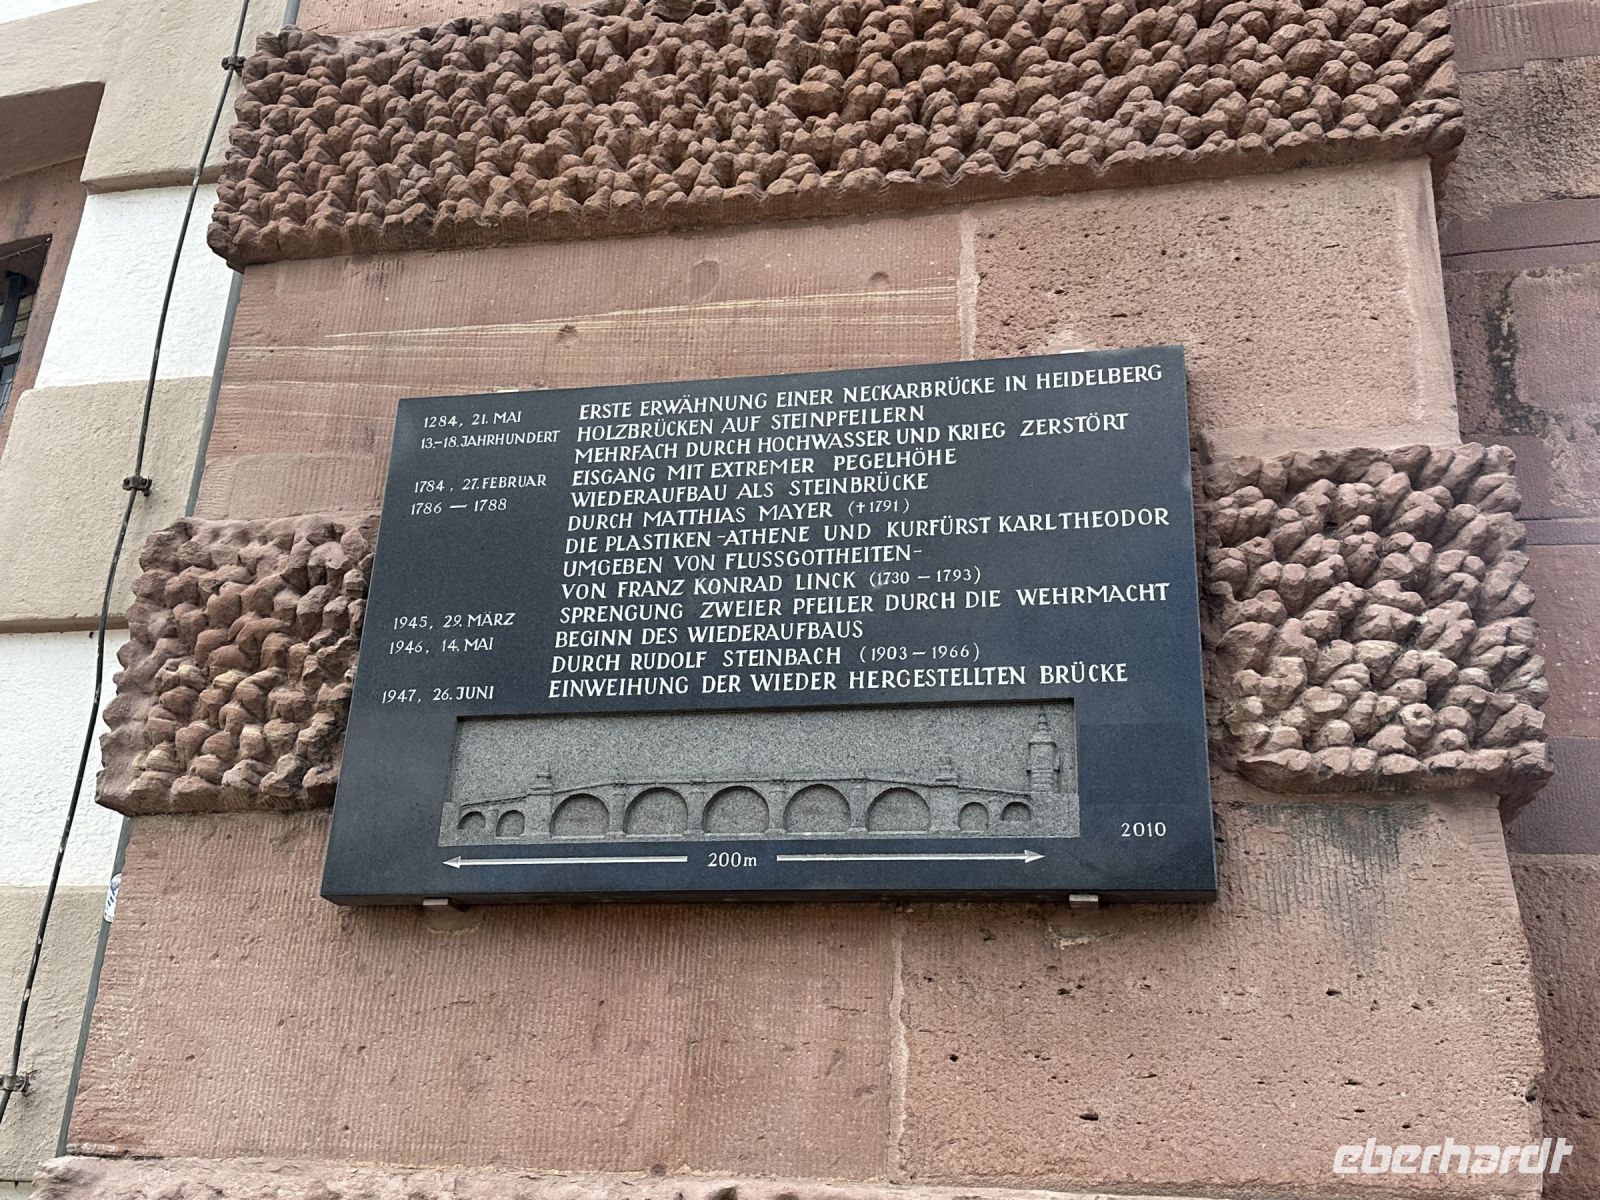 1284, 21. MAI ERSTE ERWÄHNUNG EINER NECKARBRÜCKE IN HEIDELBERG
13.-18. JAHRHUNDERT HOLZBRÜCKEN AUF STEINPFEILERN
MEHRFACH DURCH HOCHWASSER UND KRIEG ZERSTÖRT
1784, 27. FEBRUAR EISGANG MIT EXTREMER PEGELHÖHE
1786 — 1788 WIEDERAUFBAU ALS STEINBRÜCKE
DURCH MATTHIAS MAYER (✝1791)
DIE PLASTIKEN -ATHENE UND KURFÜRST KARL THEODOR
UMGEBEN VON FLUSSGOTTHEITEN-
VON FRANZ KONRAD LINCK (1730 — 1793)
1945, 29. MÄRZ SPRENGUNG ZWEIER PFEILER DURCH DIE WEHRMACHT
1946, 14. MAI BEGINN DES WIEDERAUFBAUS
DURCH RUDOLF STEINBACH (1903 — 1966)
1947, 26. JUNI EINWEIHUNG DER WIEDER HERGESTELLTEN BRÜCKE
2010
200m
eberhardt